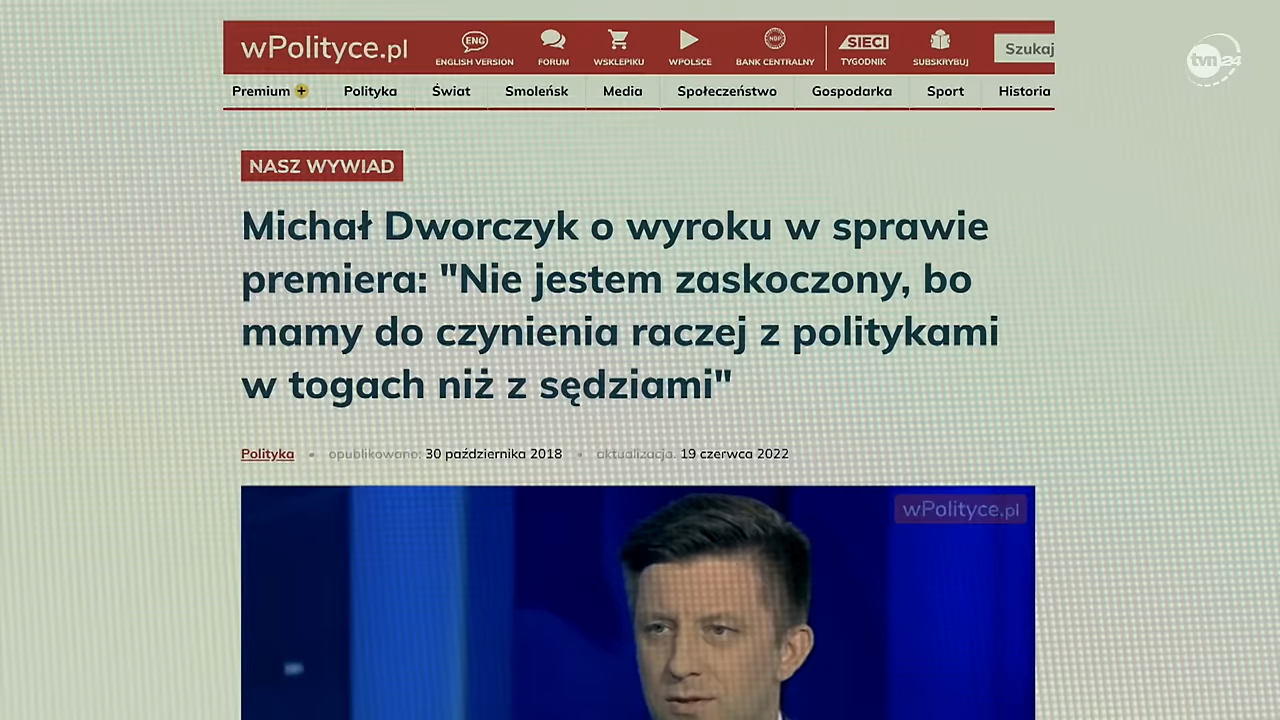 wPolityce.pl
ENG
NBP
SIECI
ENGLISH VERSION
FORUM
WSKLEPIKU
WPOLSCE
BANK CENTRALNY
TYGODNIK
SUBSKRYBUJ
Szukaj
tvn24
Premium +
Polityka
Świat
Smoleńsk
Media
Społeczeństwo
Gospodarka
Sport
Historia
NASZ WYWIAD
Michał Dworczyk o wyroku w sprawie
premiera: "Nie jestem zaskoczony, bo
mamy do czynienia raczej z politykami
w togach niż z sędziami"
Polityka • opublikowano: 30 października 2018 • aktualizacja: 19 czerwca 2022
wPolityce.pl